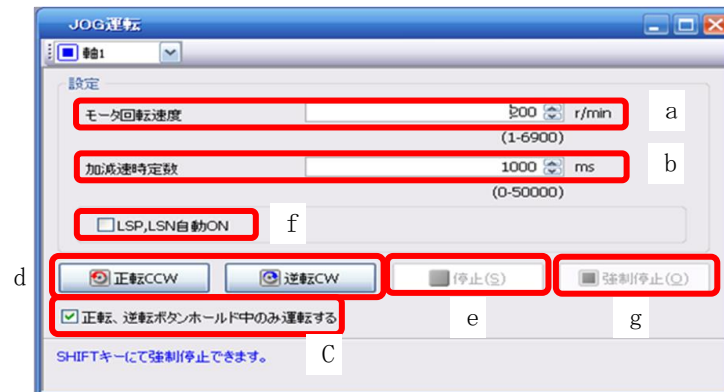 JOG運転
軸1
設定
モータ回転速度 200 r/min a
(1-6900)
加減速時定数 1000 ms b
(0-50000)
LSP,LSN自動ON f
d 正転CCW 逆転CW 停止(S) 強制停止(O)
正転、逆転ボタンホールド中のみ運転する e g
SHIFTキーにて強制停止できます。 C